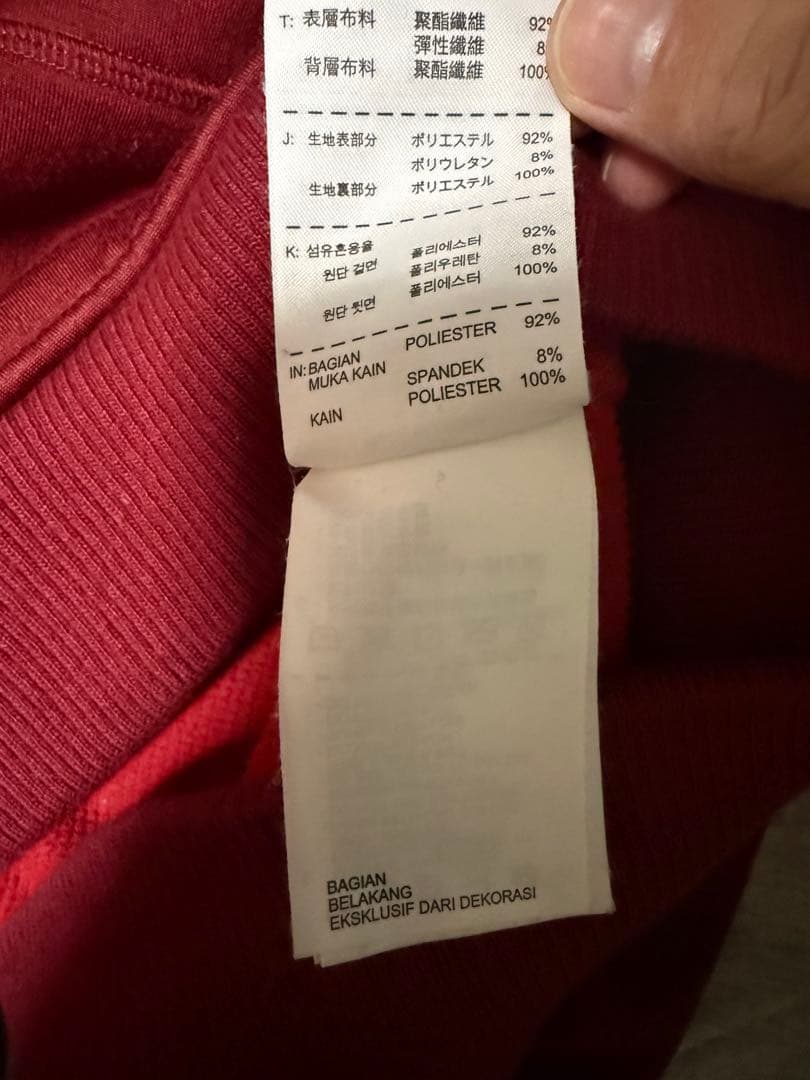 T: 表層布料 聚酯纖維 92%
彈性纖維 8
背層布料 聚酯纖維 100%
J: 生地表部分 ポリエステル 92%
ポリウレタン 8%
生地裏部分 ポリエステル 100%
K: 섬유혼용율
원단 겉면 폴리에스터 92%
폴리우레탄 8%
원단 뒷면 폴리에스터 100%
IN: BAGIAN MUKA KAIN POLIESTER 92%
SPANDEK 8%
KAIN POLIESTER 100%
BAGIAN
BELAKANG
EKSKLUSIF DARI DEKORASI